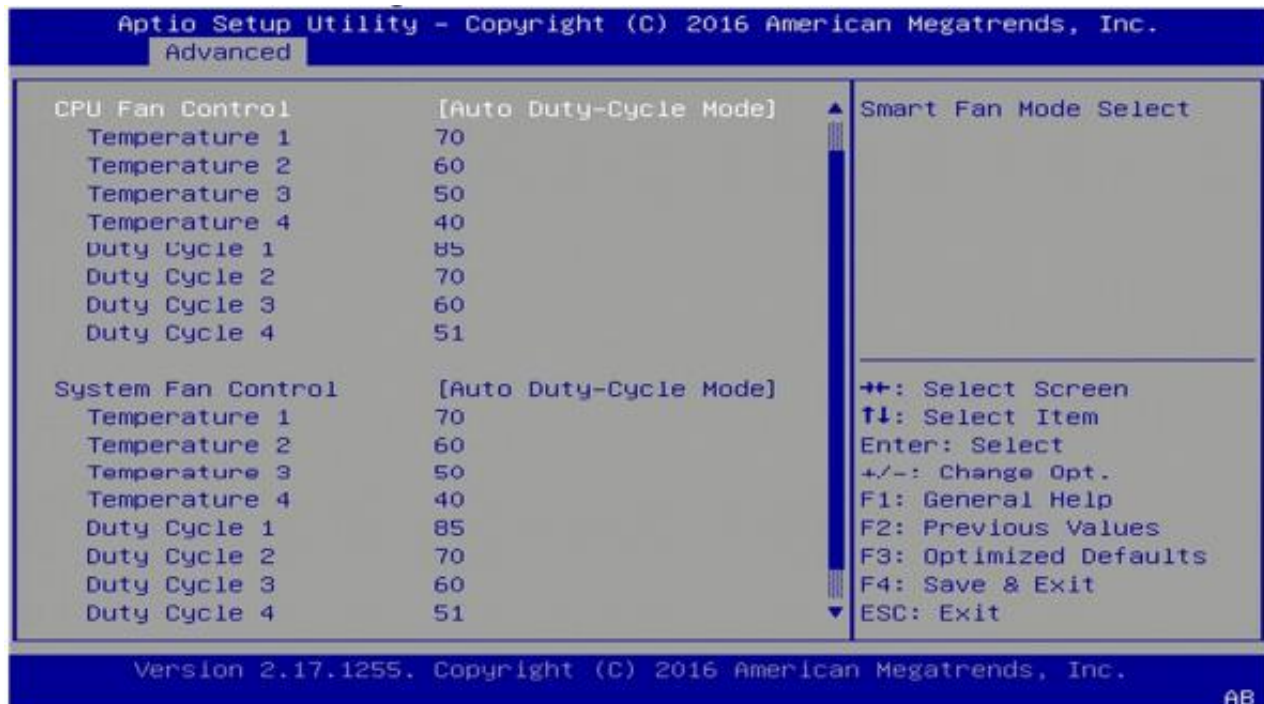 Aptio Setup Utility – Copyright (C) 2016 American Megatrends, Inc.
Advanced
CPU Fan Control [Auto Duty-Cycle Mode]
Temperature 1 70
Temperature 2 60
Temperature 3 50
Temperature 4 40
Duty Cycle 1 85
Duty Cycle 2 70
Duty Cycle 3 60
Duty Cycle 4 51
System Fan Control [Auto Duty-Cycle Mode]
Temperature 1 70
Temperature 2 60
Temperature 3 50
Temperature 4 40
Duty Cycle 1 85
Duty Cycle 2 70
Duty Cycle 3 60
Duty Cycle 4 51
Smart Fan Mode Select
→←: Select Screen
↑↓: Select Item
Enter: Select
+/-: Change Opt.
F1: General Help
F2: Previous Values
F3: Optimized Defaults
F4: Save & Exit
ESC: Exit
Version 2.17.1255. Copyright (C) 2016 American Megatrends, Inc.
AB